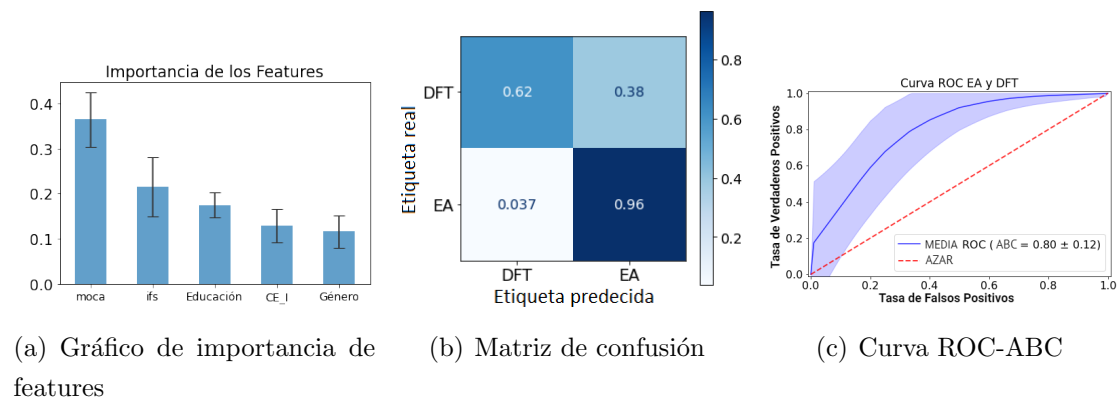 Importancia de los Features
0.4
0.3
0.2
0.1
0.0
moca
ifs
Educación
CE_I
Género
(a) Gráfico de importancia de
features
Etiqueta real
DFT
EA
0.62
0.38
0.037
0.96
DFT
EA
Etiqueta predecida
0.8
0.6
0.4
0.2
(b) Matriz de confusión
Curva ROC EA y DFT
Tasa de Verdaderos Positivos
1.0
0.8
0.6
0.4
0.2
0.0
MEDIA ROC ( ABC = 0.80 ± 0.12)
AZAR
0.0
0.2
0.4
0.6
0.8
1.0
Tasa de Falsos Positivos
(c) Curva ROC-ABC